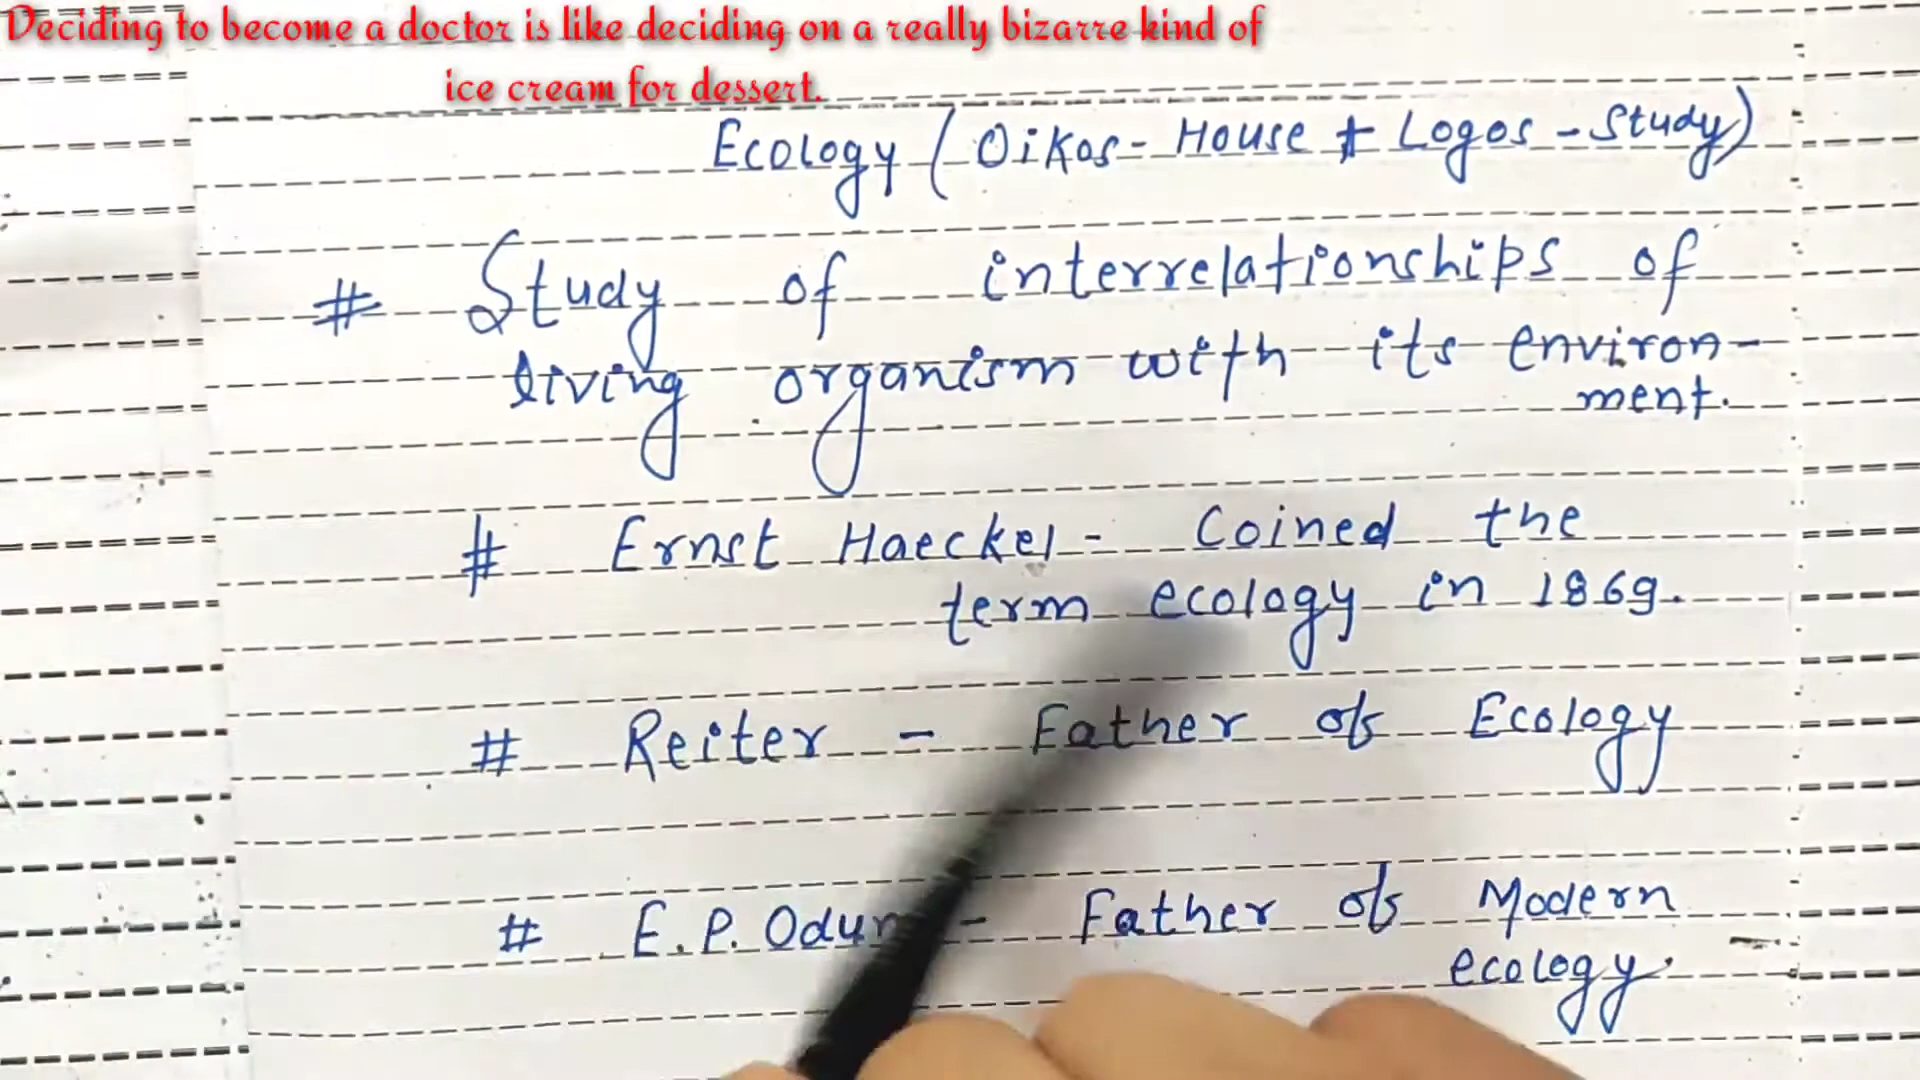 Deciding to become a doctor is like deciding on a really bizarre kind of
ice cream for dessert.
Ecology (Oikos - House + Logos - Study)
# Study of interrelationships of
living organism with its environ-
ment.
# Ernst Haeckel - Coined the
term ecology in 1869.
# Reiter - Father of Ecology
# E.P. Odum - Father of Modern
ecology.